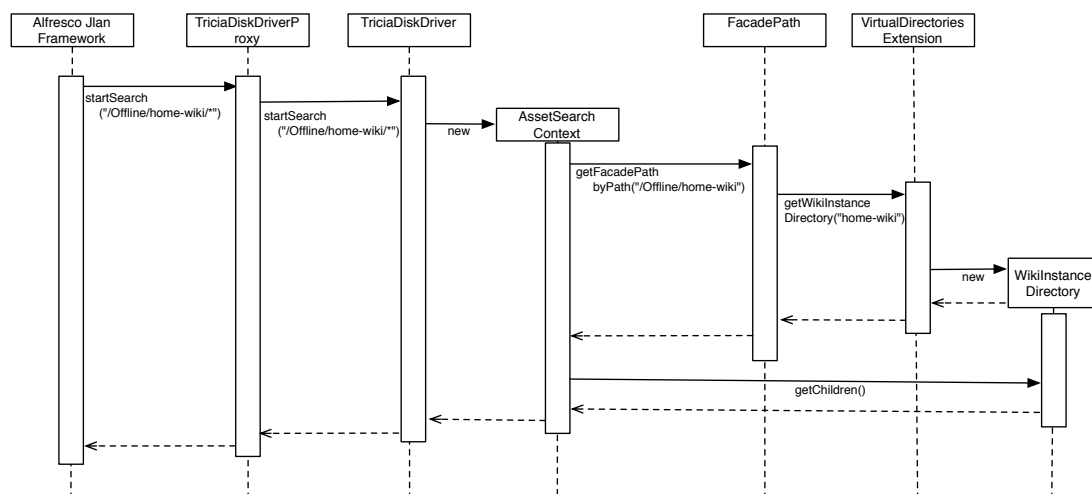 Alfresco Jlan
Framework
TriciaDiskDriverP
roxy
TriciaDiskDriver
FacadePath
VirtualDirectories
Extension
startSearch
("/Offline/home-wiki/*")
startSearch
("/Offline/home-wiki/*")
new
AssetSearch
Context
getFacadePath
byPath("/Offline/home-wiki")
getWikiInstance
Directory("home-wiki")
new
WikiInstance
Directory
getChildren()